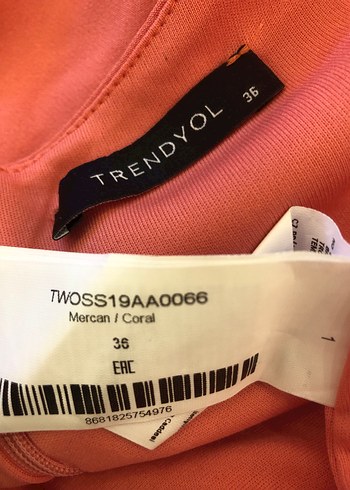 TRENDYOL
36
TWOSS19AA0066
Mercan / Coral
36
EAC
8681825754976
1